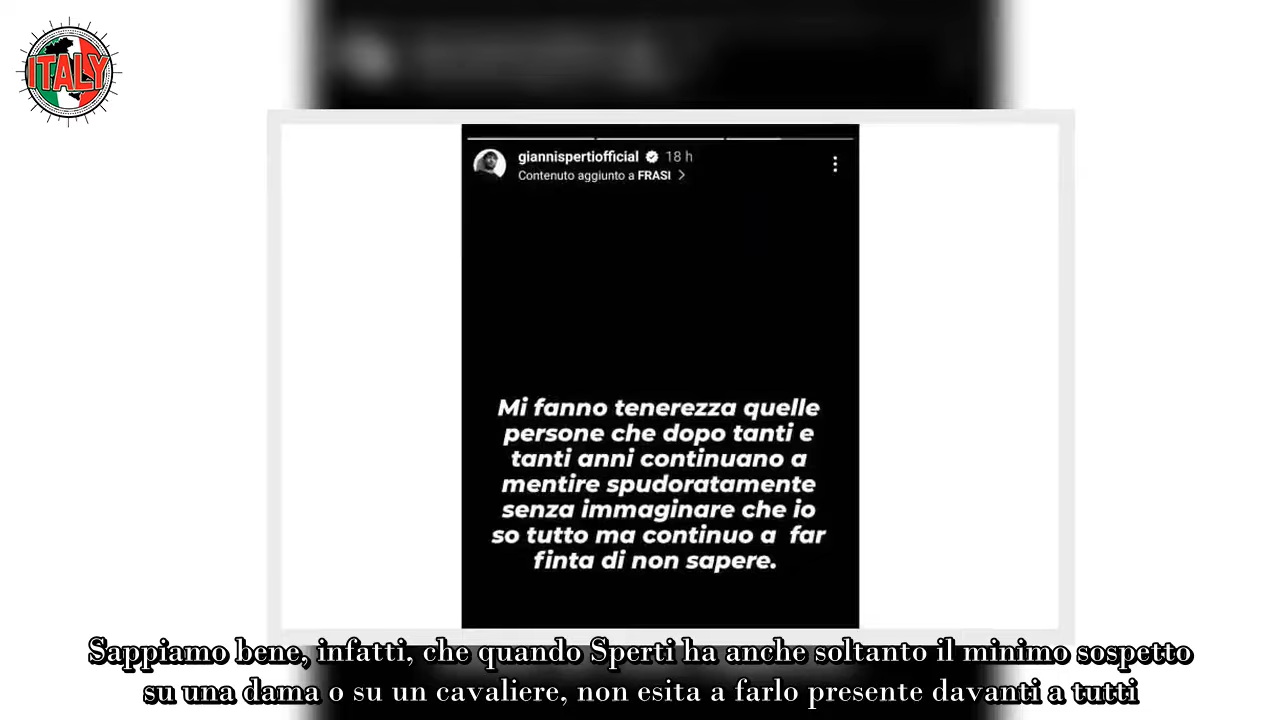 ITALY
giannispertiofficial 18 h
Contenuto aggiunto a FRASI
Mi fanno tenerezza quelle
persone che dopo tanti e
tanti anni continuano a
mentire spudoratamente
senza immaginare che io
so tutto ma continuo a far
finta di non sapere.
Sappiamo bene, infatti, che quando Sperti ha anche soltanto il minimo sospetto
su una dama o su un cavaliere, non esita a farlo presente davanti a tutti